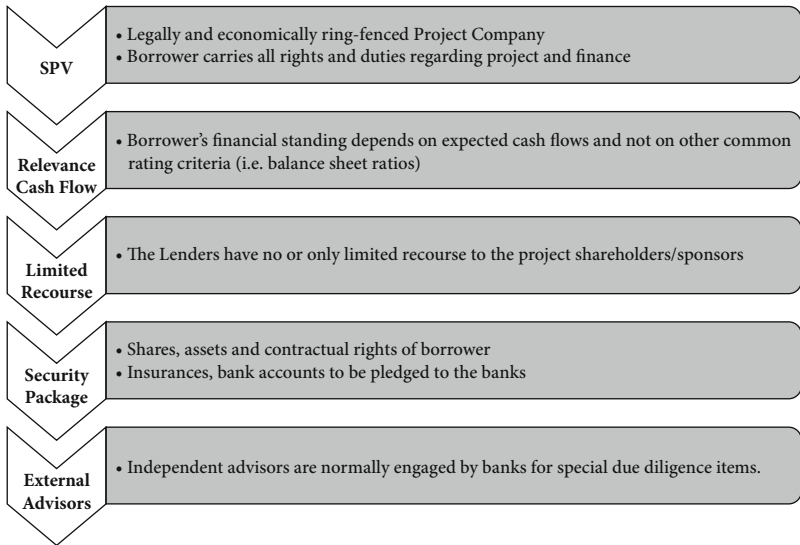 SPV
• Legally and economically ring-fenced Project Company
• Borrower carries all rights and duties regarding project and finance
Relevance
Cash Flow
• Borrower's financial standing depends on expected cash flows and not on other common
rating criteria (i.e. balance sheet ratios)
Limited
Recourse
• The Lenders have no or only limited recourse to the project shareholders/sponsors
Security
Package
• Shares, assets and contractual rights of borrower
• Insurances, bank accounts to be pledged to the banks
External
Advisors
• Independent advisors are normally engaged by banks for special due diligence items.